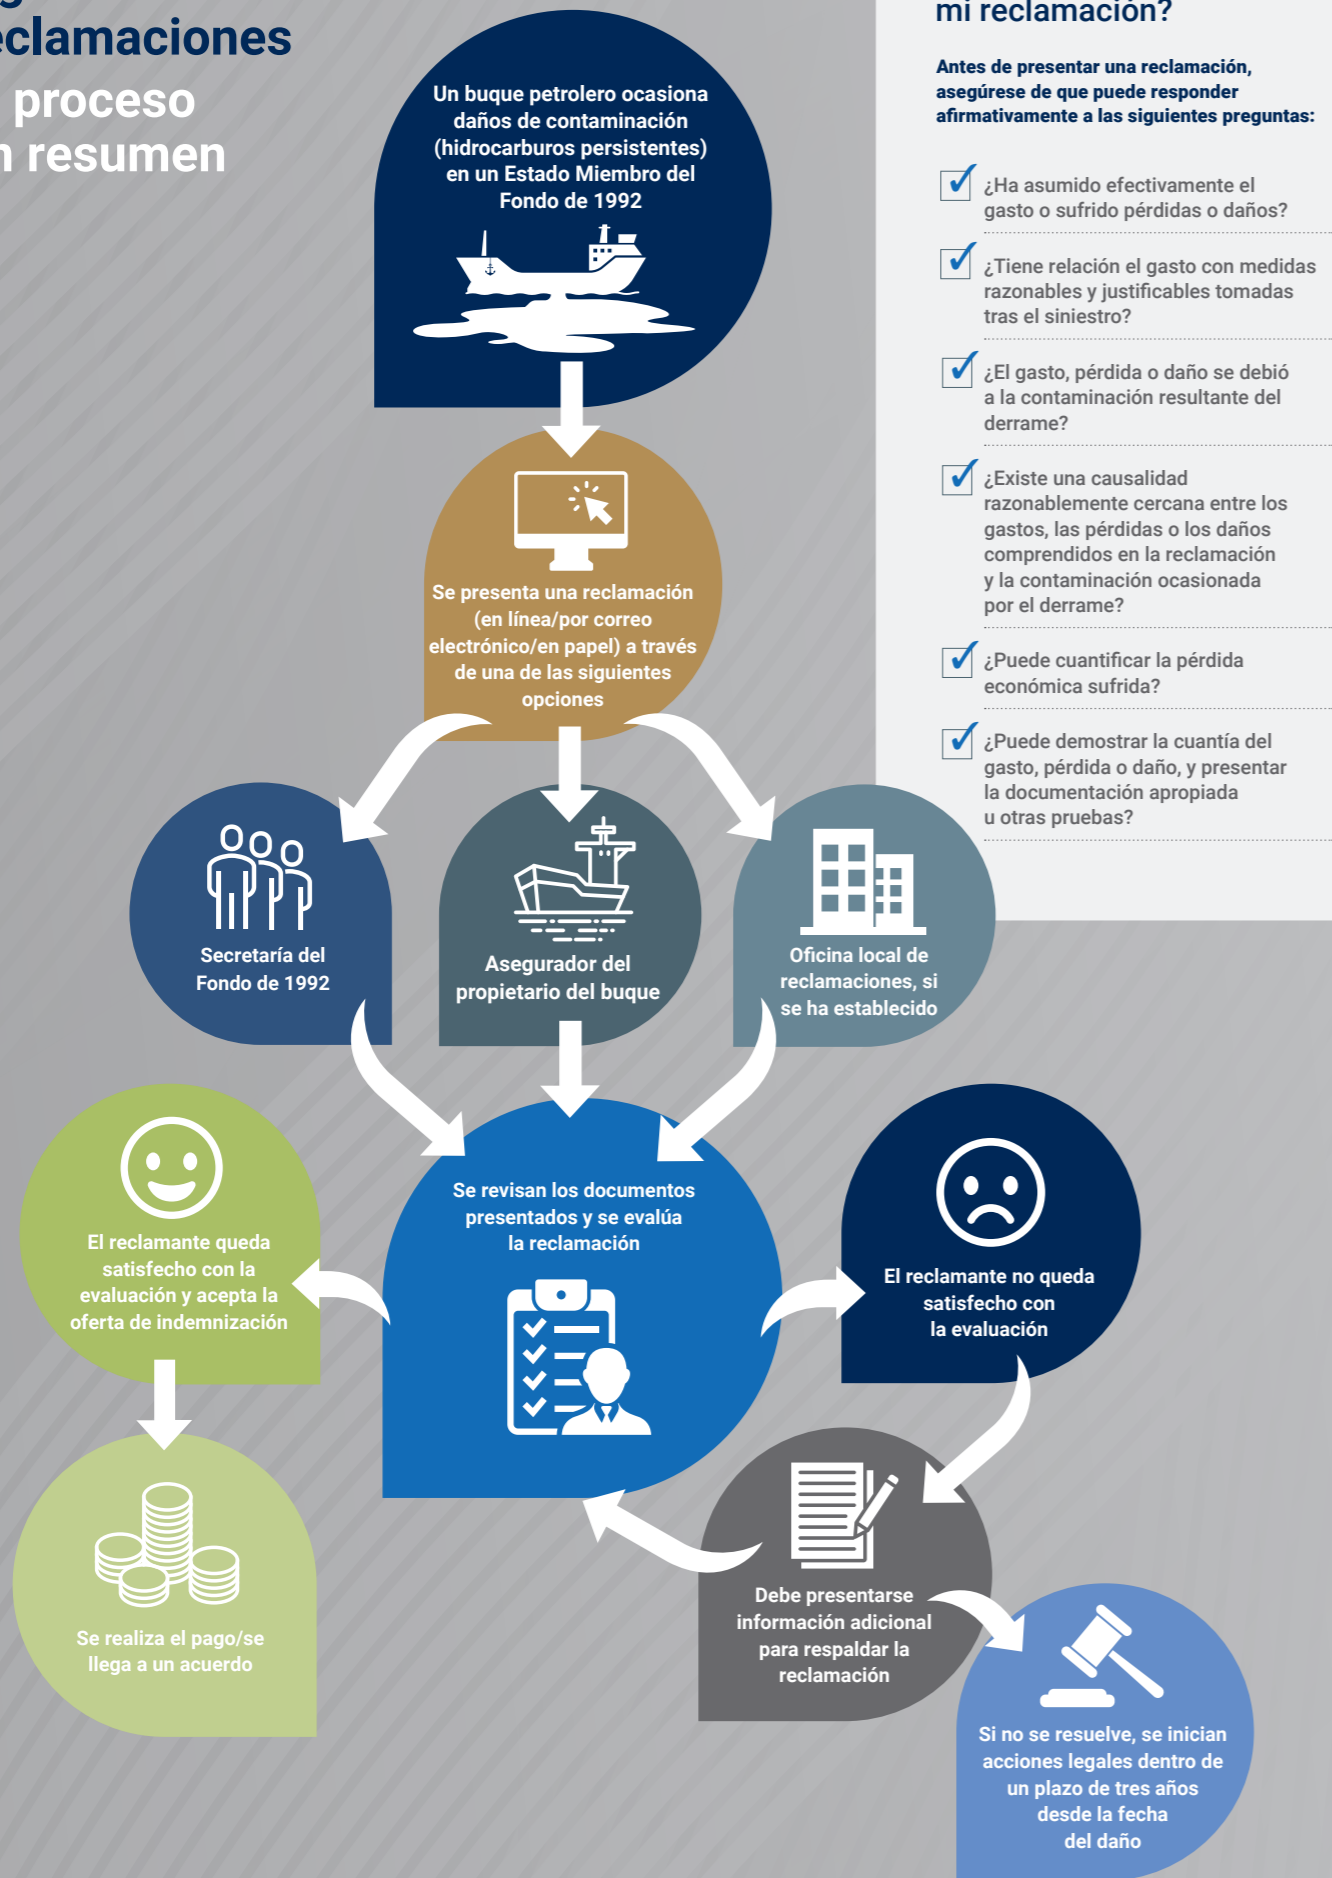 eclamaciones
proceso
resumen
Un buque petrolero ocasiona
daños de contaminación
(hidrocarburos persistentes)
en un Estado Miembro del
Fondo de 1992
Se presenta una reclamación
(en línea/por correo
electrónico/en papel) a través
de una de las siguientes
opciones
Secretaría del
Fondo de 1992
Asegurador del
propietario del buque
Oficina local de
reclamaciones, si
se ha establecido
Se revisan los documentos
presentados y se evalúa
la reclamación
El reclamante queda
satisfecho con la
evaluación y acepta la
oferta de indemnización
Se realiza el pago/se
llega a un acuerdo
El reclamante no queda
satisfecho con
la evaluación
Debe presentarse
información adicional
para respaldar la
reclamación
Si no se resuelve, se inician
acciones legales dentro de
un plazo de tres años
desde la fecha
del daño
mi reclamación?
Antes de presentar una reclamación,
asegúrese de que puede responder
afirmativamente a las siguientes preguntas:
¿Ha asumido efectivamente el
gasto o sufrido pérdidas o daños?
¿Tiene relación el gasto con medidas
razonables y justificables tomadas
tras el siniestro?
¿El gasto, pérdida o daño se debió
a la contaminación resultante del
derrame?
¿Existe una causalidad
razonablemente cercana entre los
gastos, las pérdidas o los daños
comprendidos en la reclamación
y la contaminación ocasionada
por el derrame?
¿Puede cuantificar la pérdida
económica sufrida?
¿Puede demostrar la cuantía del
gasto, pérdida o daño, y presentar
la documentación apropiada
u otras pruebas?